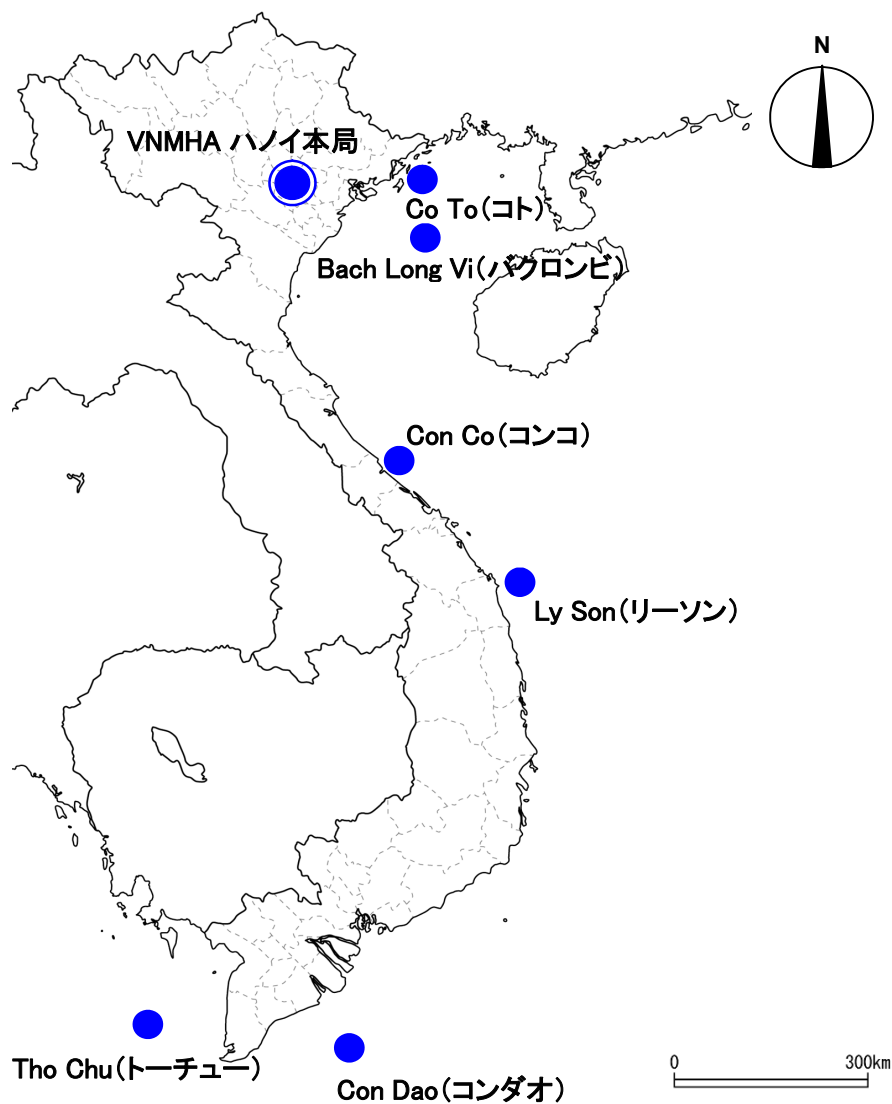 N
VNMHA ハノイ本局
Co To（コト）
Bach Long Vi（バクロンビ）
Con Co（コンコ）
Ly Son（リーソン）
Tho Chu（トーチュー）
Con Dao（コンダオ）
0 300km